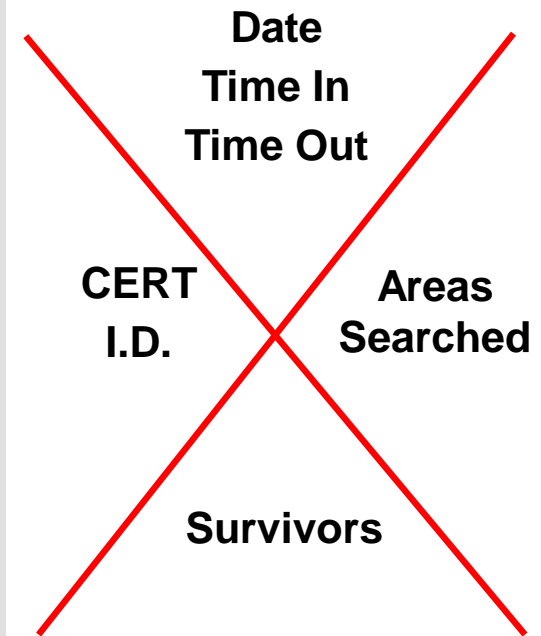 Date
Time In
Time Out
CERT
I.D.
Areas
Searched
Survivors